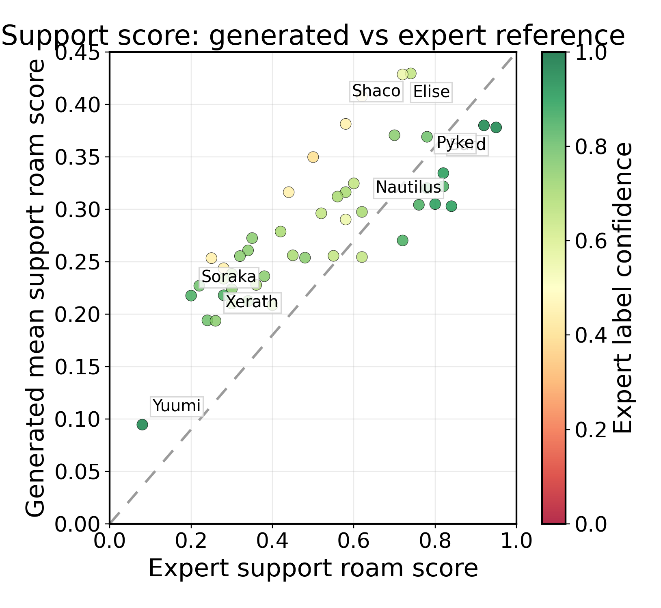 Support score: generated vs expert reference
Generated mean support roam score
0.45
0.40
0.35
0.30
0.25
0.20
0.15
0.10
0.05
0.00
Shaco
Elise
Pyke
d
Nautilus
Soraka
Xerath
Yuumi
0.0
0.2
0.4
0.6
0.8
1.0
Expert support roam score
1.0
0.8
0.6
0.4
0.2
0.0
Expert label confidence